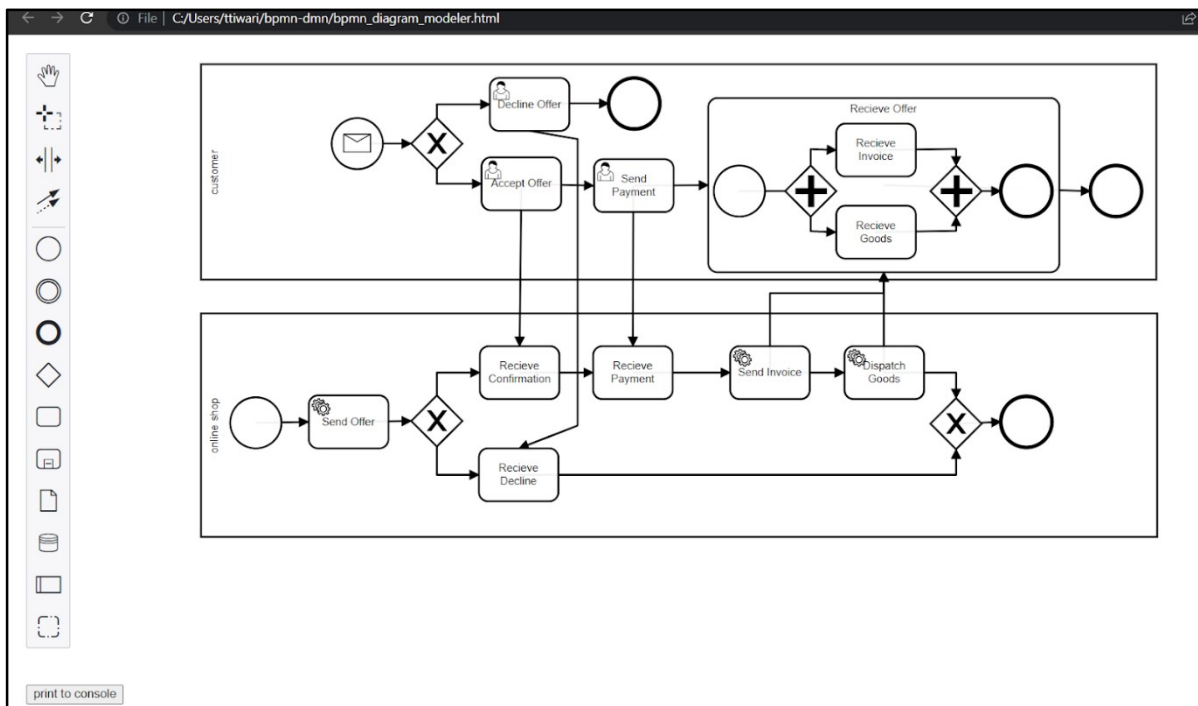 File | C:/Users/ttiwari/bpmn-dmn/bpmn_diagram_modeler.html
customer
Decline Offer
Accept Offer
Send
Payment
Recieve Offer
Recieve
Invoice
Recieve
Goods
online shop
Send Offer
Recieve
Confirmation
Recieve
Payment
Send Invoice
Dispatch
Goods
Recieve
Decline
print to console